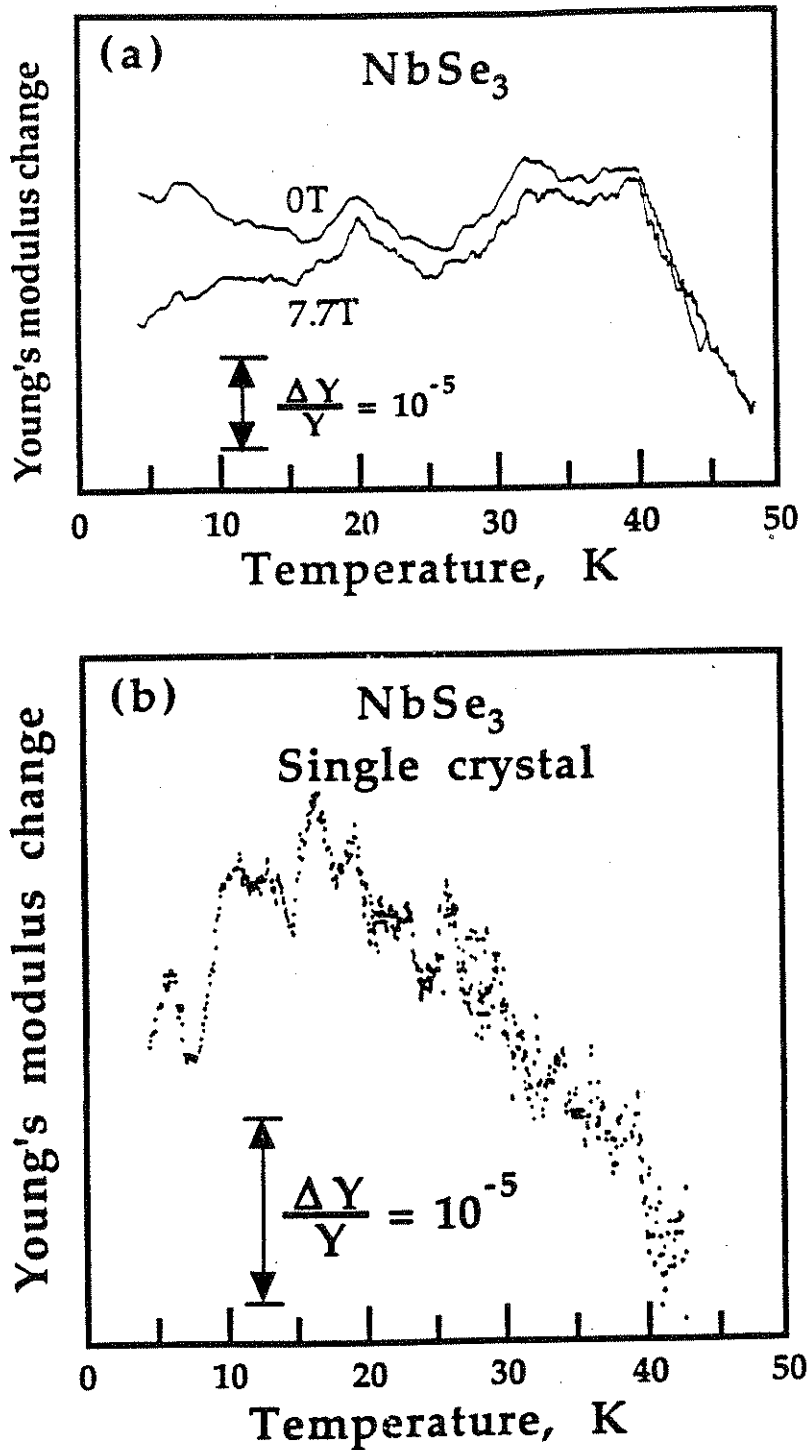 (a)
NbSe₃
Young's modulus change
0T
7.7T
ΔY/Y = 10⁻⁵
0 10 20 30 40 50
Temperature, K
(b)
NbSe₃
Single crystal
Young's modulus change
ΔY/Y = 10⁻⁵
0 10 20 30 40 50
Temperature, K